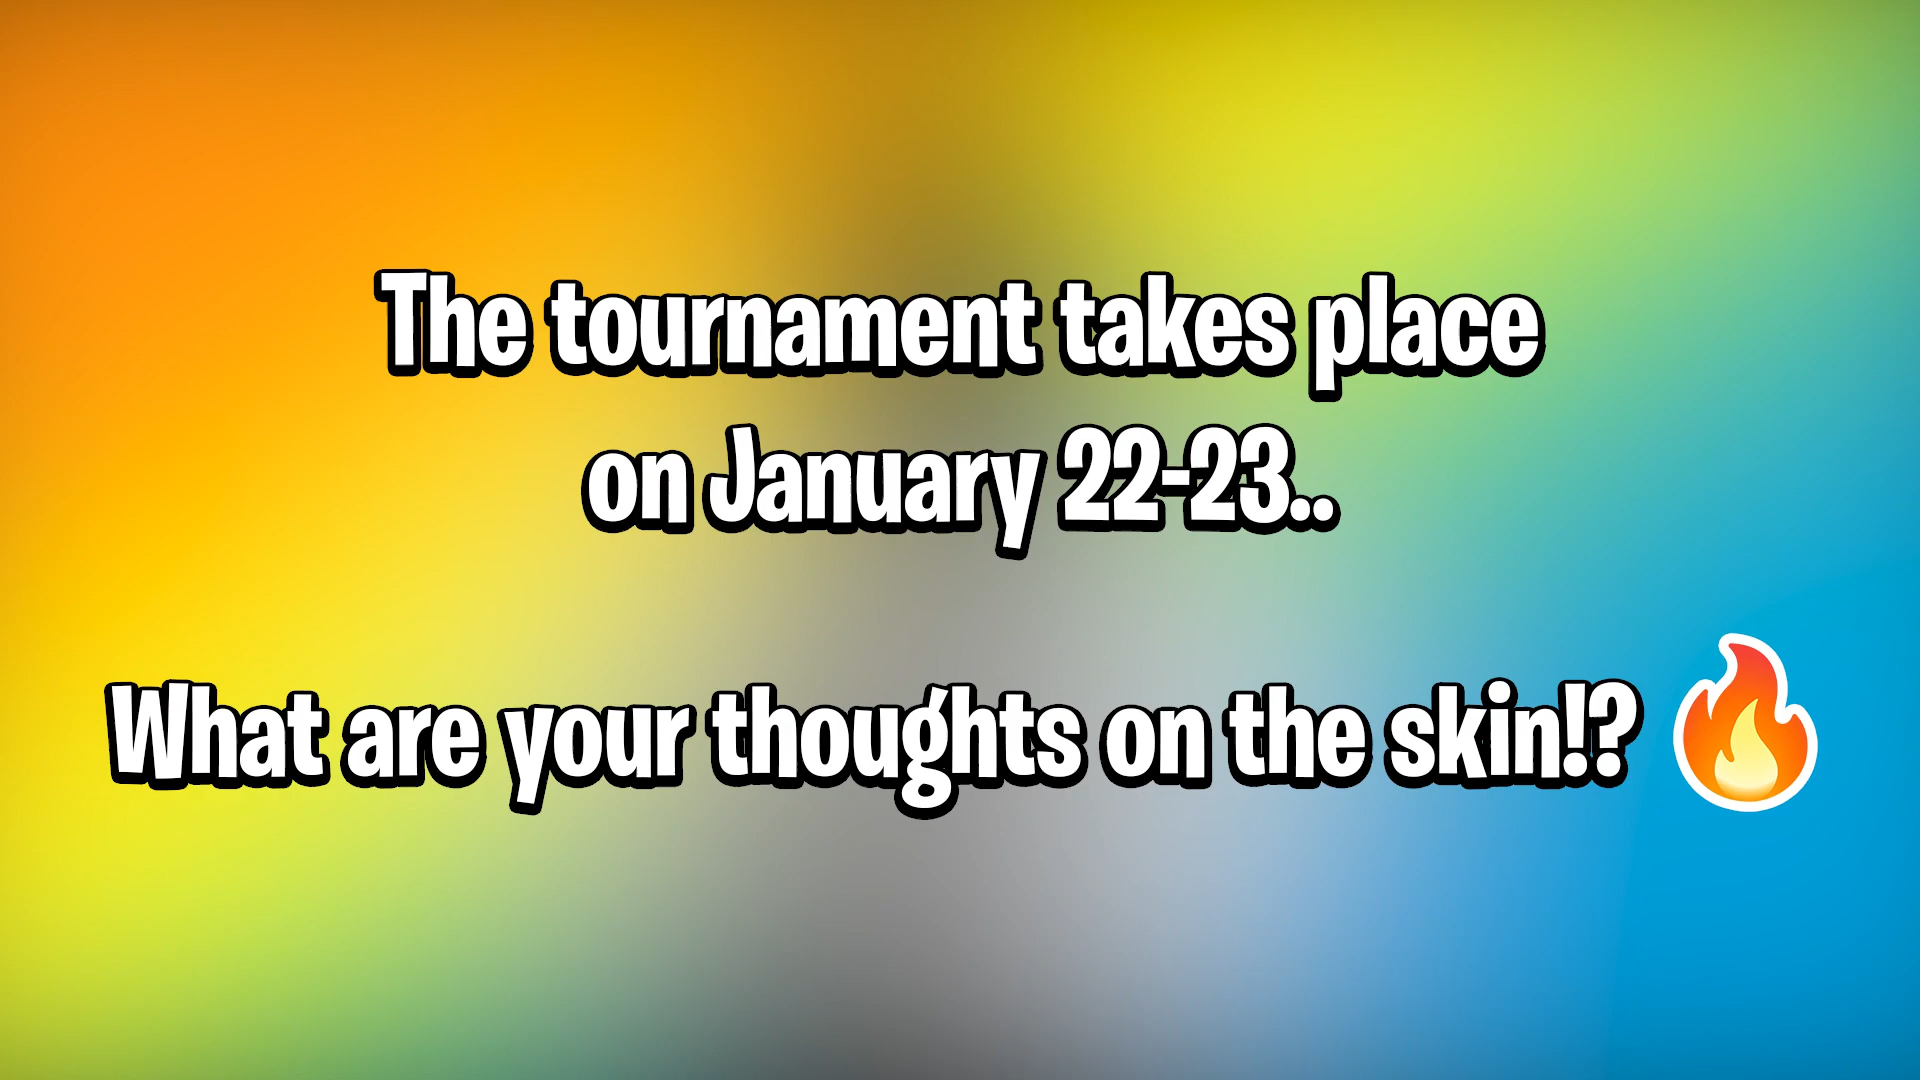 The tournament takes place
on January 22-23..
What are your thoughts on the skin!? 🔥